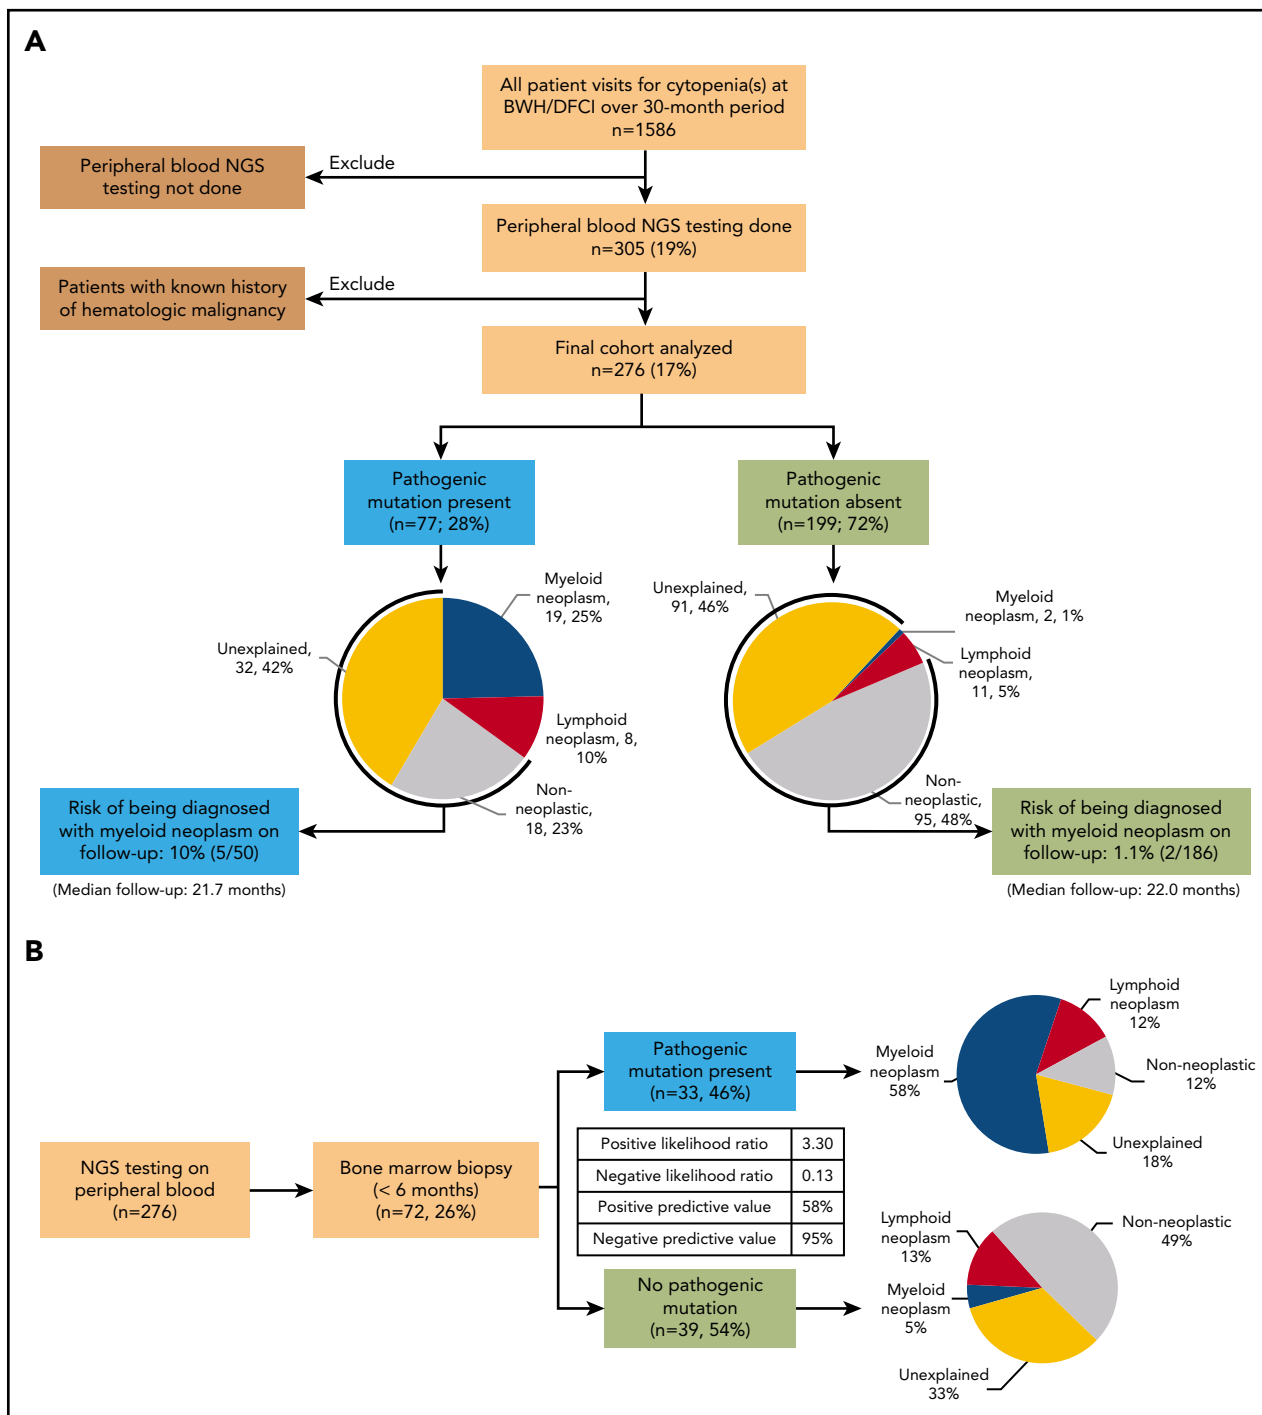 A
All patient visits for cytopenia(s) at
BWH/DFCI over 30-month period
n=1586
Peripheral blood NGS
testing not done
Exclude
Peripheral blood NGS testing done
n=305 (19%)
Patients with known history
of hematologic malignancy
Exclude
Final cohort analyzed
n=276 (17%)
Pathogenic
mutation present
(n=77; 28%)
Pathogenic
mutation absent
(n=199; 72%)
Myeloid
neoplasm,
19, 25%
Unexplained,
32, 42%
Lymphoid
neoplasm, 8,
10%
Non-
neoplastic,
18, 23%
Unexplained,
91, 46%
Myeloid
neoplasm, 2, 1%
Lymphoid
neoplasm,
11, 5%
Non-
neoplastic,
95, 48%
Risk of being diagnosed
with myeloid neoplasm on
follow-up: 10% (5/50)
(Median follow-up: 21.7 months)
Risk of being diagnosed
with myeloid neoplasm on
follow-up: 1.1% (2/186)
(Median follow-up: 22.0 months)
B
NGS testing on
peripheral blood
(n=276)
Bone marrow biopsy
(< 6 months)
(n=72, 26%)
Pathogenic
mutation present
(n=33, 46%)
Positive likelihood ratio 3.30
Negative likelihood ratio 0.13
Positive predictive value 58%
Negative predictive value 95%
No pathogenic
mutation
(n=39, 54%)
Lymphoid
neoplasm
12%
Myeloid
neoplasm
58%
Non-neoplastic
12%
Unexplained
18%
Non-neoplastic
49%
Lymphoid
neoplasm
13%
Myeloid
neoplasm
5%
Unexplained
33%